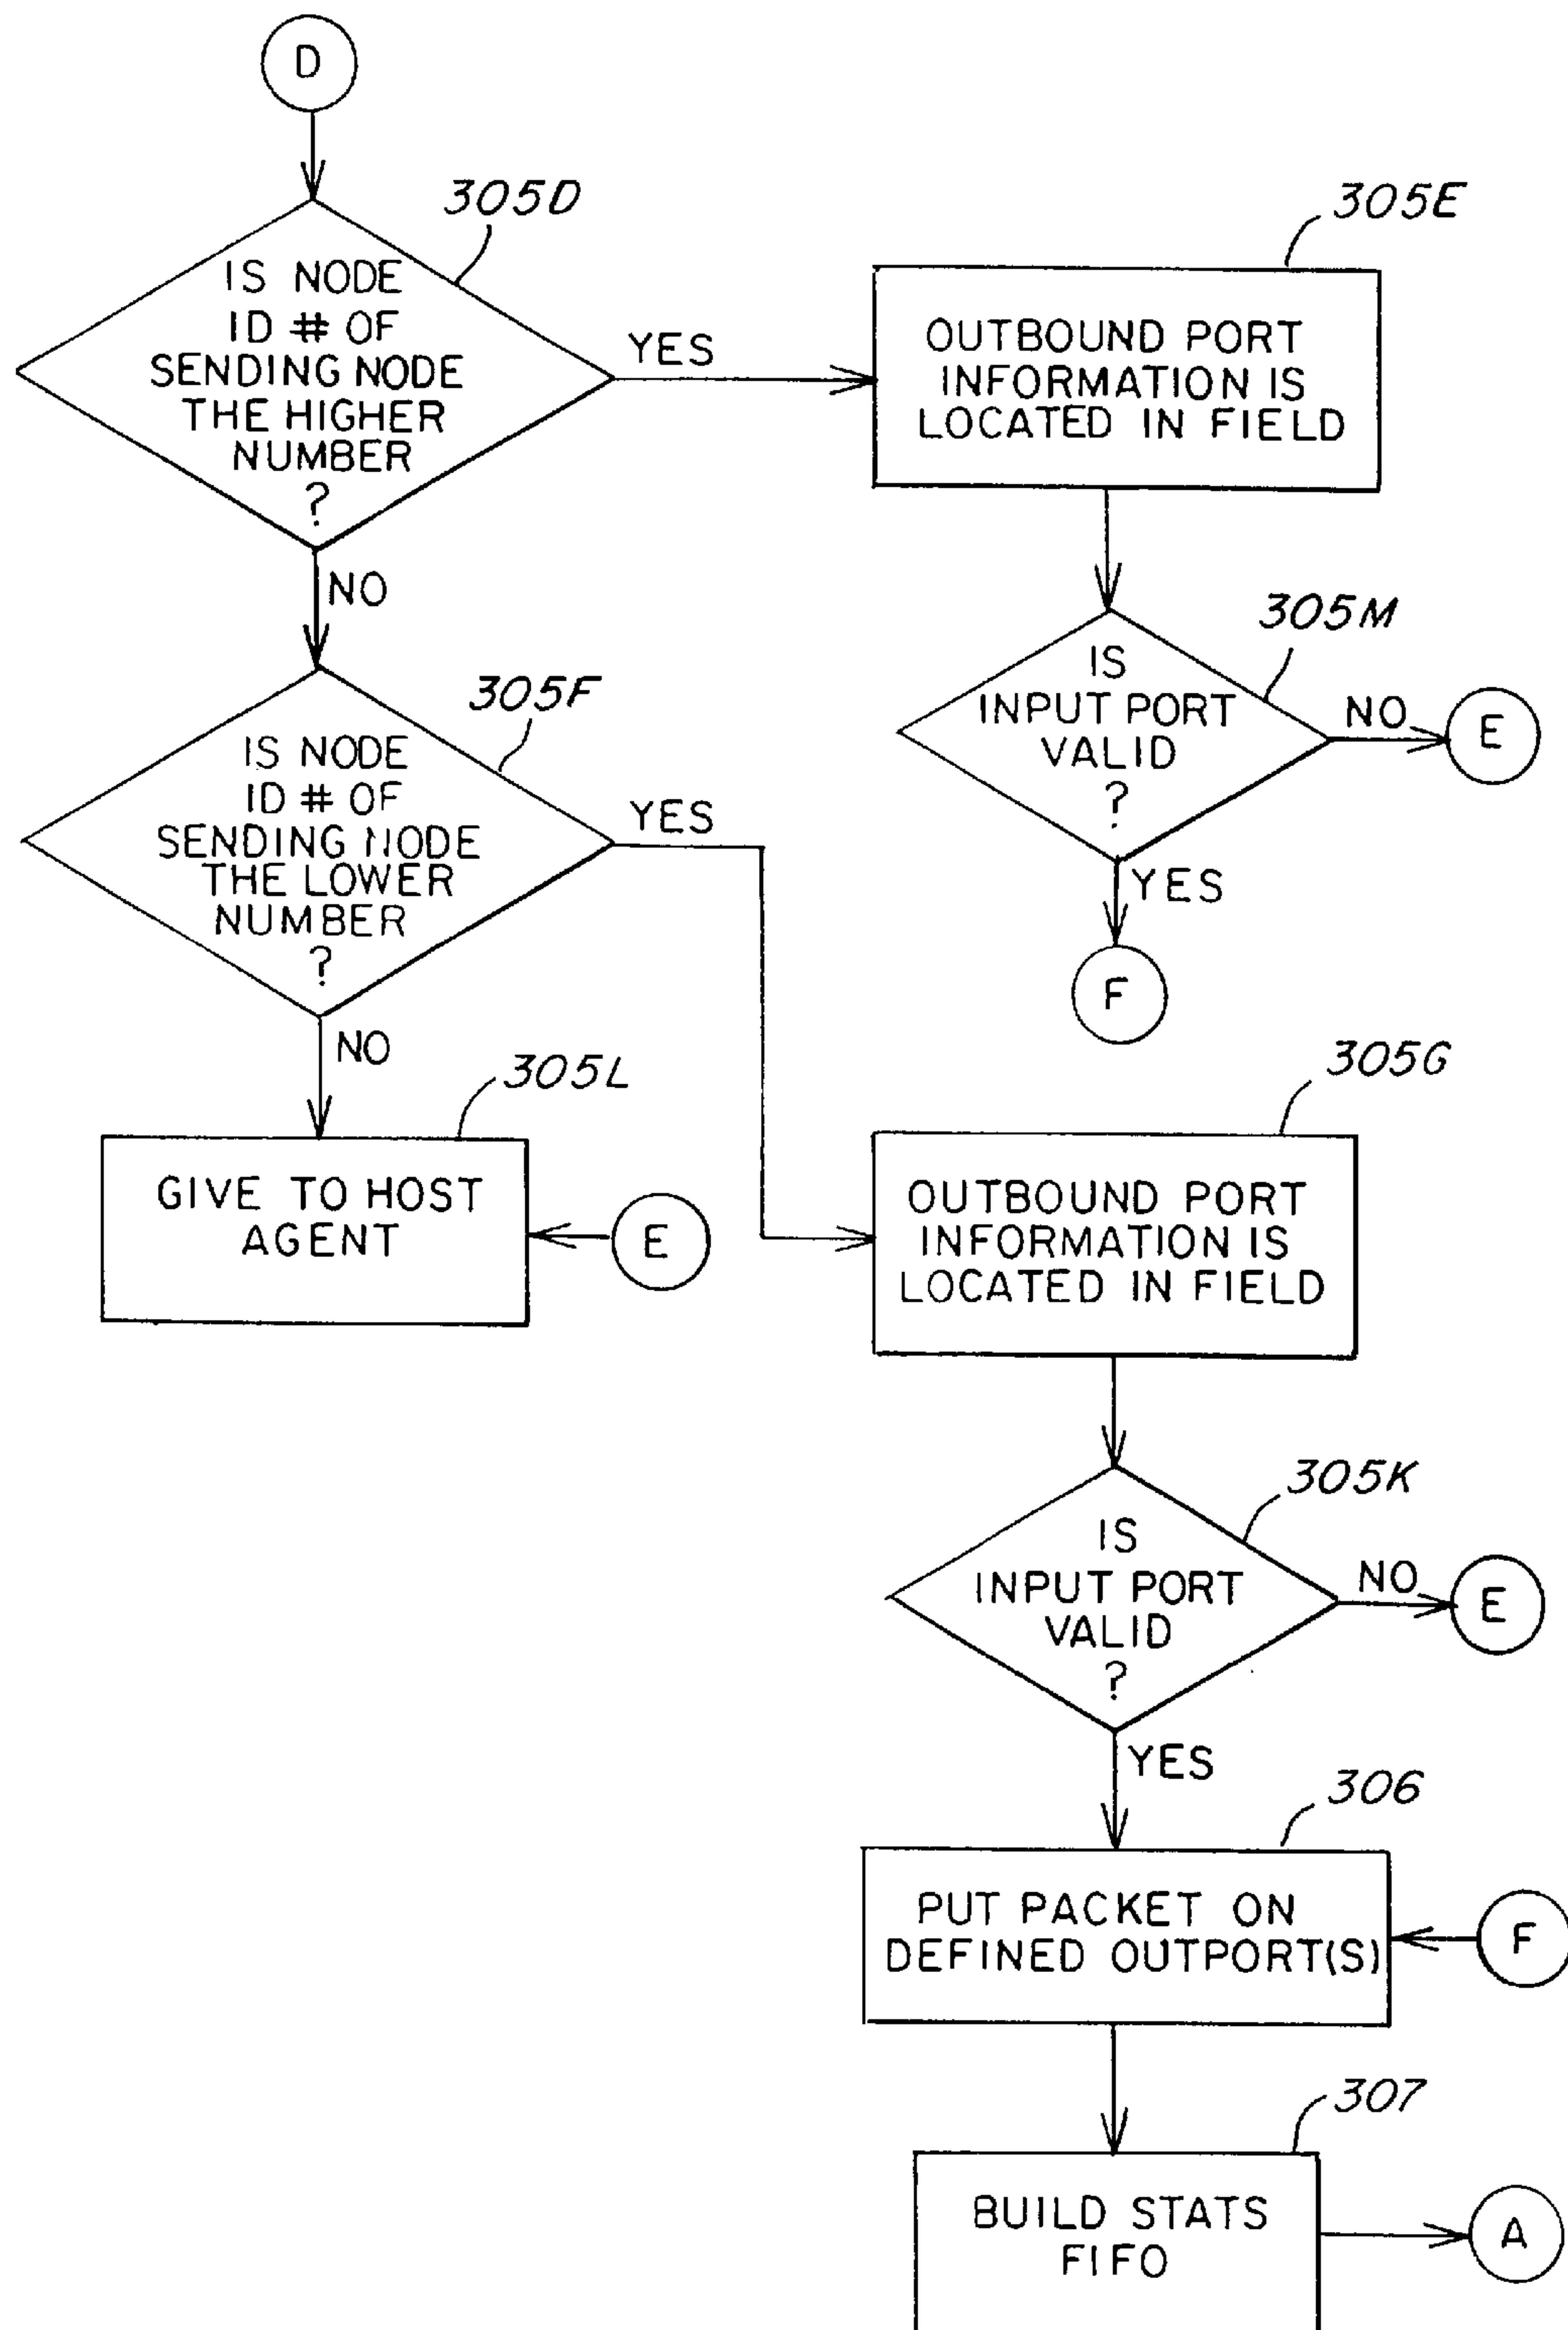 D
305D
IS NODE
ID # OF
SENDING NODE
THE HIGHER
NUMBER
?
YES
NO
305E
OUTBOUND PORT
INFORMATION IS
LOCATED IN FIELD
305M
IS
INPUT PORT
VALID
?
NO
E
YES
F
305F
IS NODE
ID # OF
SENDING NODE
THE LOWER
NUMBER
?
YES
NO
305L
GIVE TO HOST
AGENT
E
305G
OUTBOUND PORT
INFORMATION IS
LOCATED IN FIELD
305K
IS
INPUT PORT
VALID
?
NO
E
YES
306
PUT PACKET ON
DEFINED OUTPORT(S)
F
307
BUILD STATS
FIFO
A